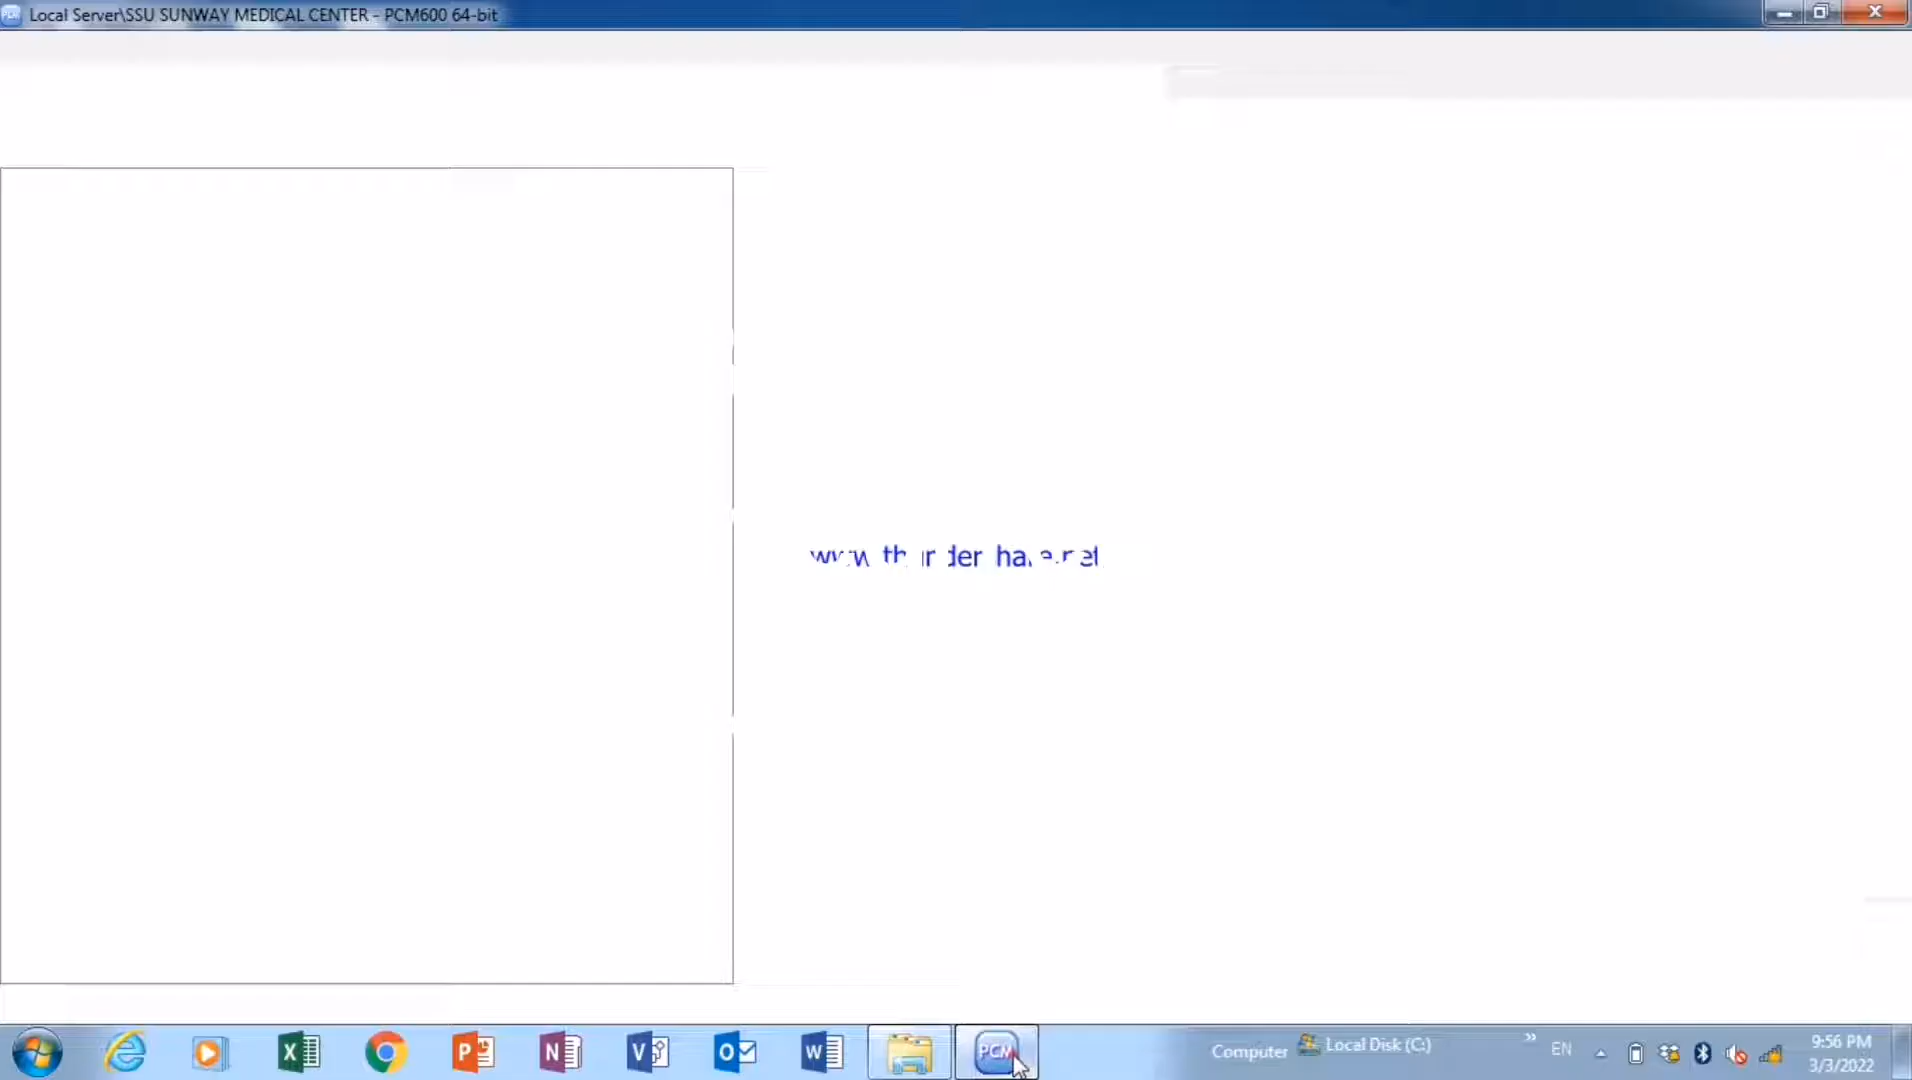 Local Server\SSU SUNWAY MEDICAL CENTER - PCM600 64-bit
PCM
Computer
Local Disk (C:)
»
EN
9:56 PM
3/3/2022